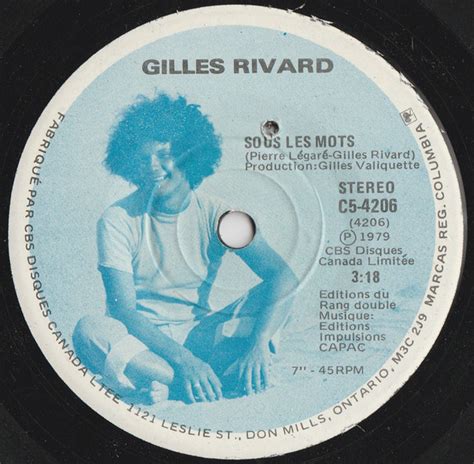 GILLES RIVARD
SOUS LES MOTS
(Pierre Légaré-Gilles Rivard)
Production: Gilles Valiquette
STEREO
C5-4206
(4206)
Ⓟ 1979
CBS Disques
Canada Limitée
3:18
Editions du
Rang double
Musique:
Editions
Impulsions
CAPAC
7" - 45RPM
FABRIQUÉ PAR CBS DISQUES CANADA LTÉE, 1121 LESLIE ST., DON MILLS, ONTARIO, M3C 2J9 MARCAS REG. COLUMBIA